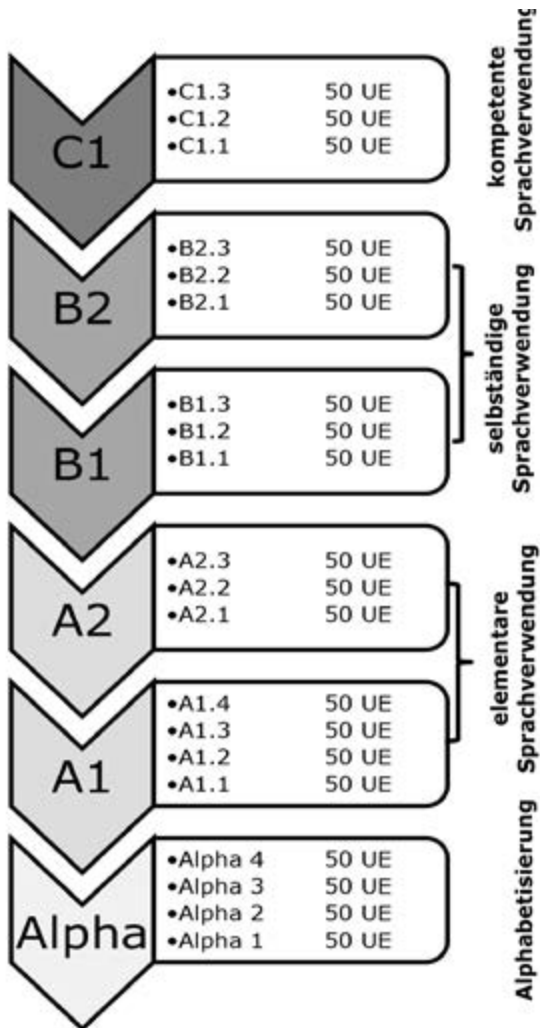 C1
•C1.3 50 UE
•C1.2 50 UE
•C1.1 50 UE
kompetente
Sprachverwendung
B2
•B2.3 50 UE
•B2.2 50 UE
•B2.1 50 UE
B1
•B1.3 50 UE
•B1.2 50 UE
•B1.1 50 UE
selbständige
Sprachverwendung
A2
•A2.3 50 UE
•A2.2 50 UE
•A2.1 50 UE
A1
•A1.4 50 UE
•A1.3 50 UE
•A1.2 50 UE
•A1.1 50 UE
elementare
Sprachverwendung
Alpha
•Alpha 4 50 UE
•Alpha 3 50 UE
•Alpha 2 50 UE
•Alpha 1 50 UE
Alphabetisierung